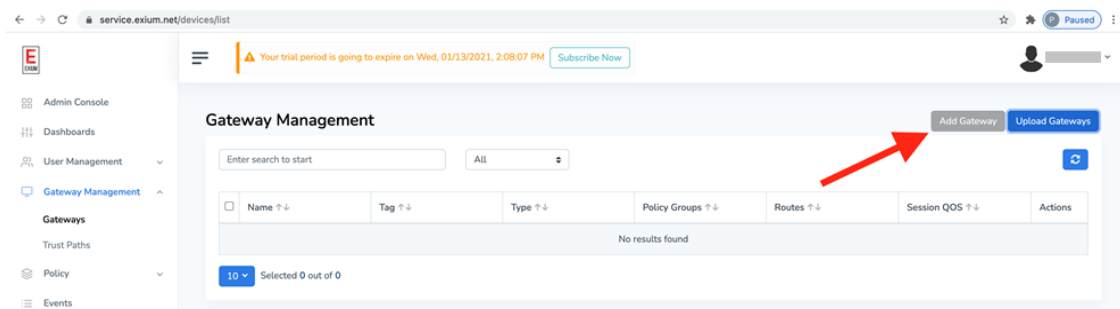 service.exium.net/devices/list
P Paused
E
EXIUM
Your trial period is going to expire on Wed, 01/13/2021, 2:08:07 PM Subscribe Now
Admin Console
Dashboards
User Management
Gateway Management
Gateways
Trust Paths
Policy
Events
Gateway Management
Add Gateway Upload Gateways
Enter search to start All
Name Tag Type Policy Groups Routes Session QOS Actions
No results found
10 Selected 0 out of 0